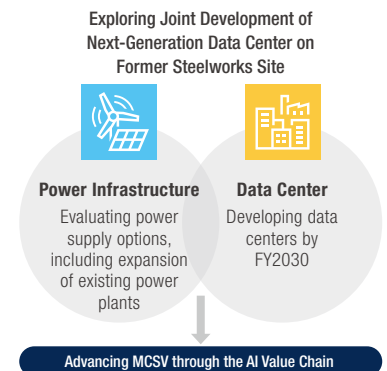 Exploring Joint Development of
Next-Generation Data Center on
Former Steelworks Site
Power Infrastructure
Evaluating power
supply options,
including expansion
of existing power
plants
Data Center
Developing data
centers by
FY2030
Advancing MCSV through the AI Value Chain